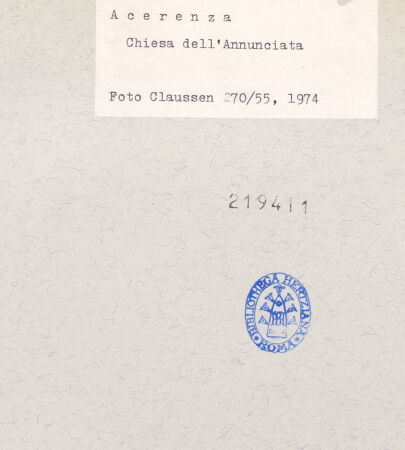 A c e r e n z a
Chiesa dell'Annunciata
Foto Claussen 270/55, 1974
219411
BIBLIOTHECA HERTZIANA
ROMA